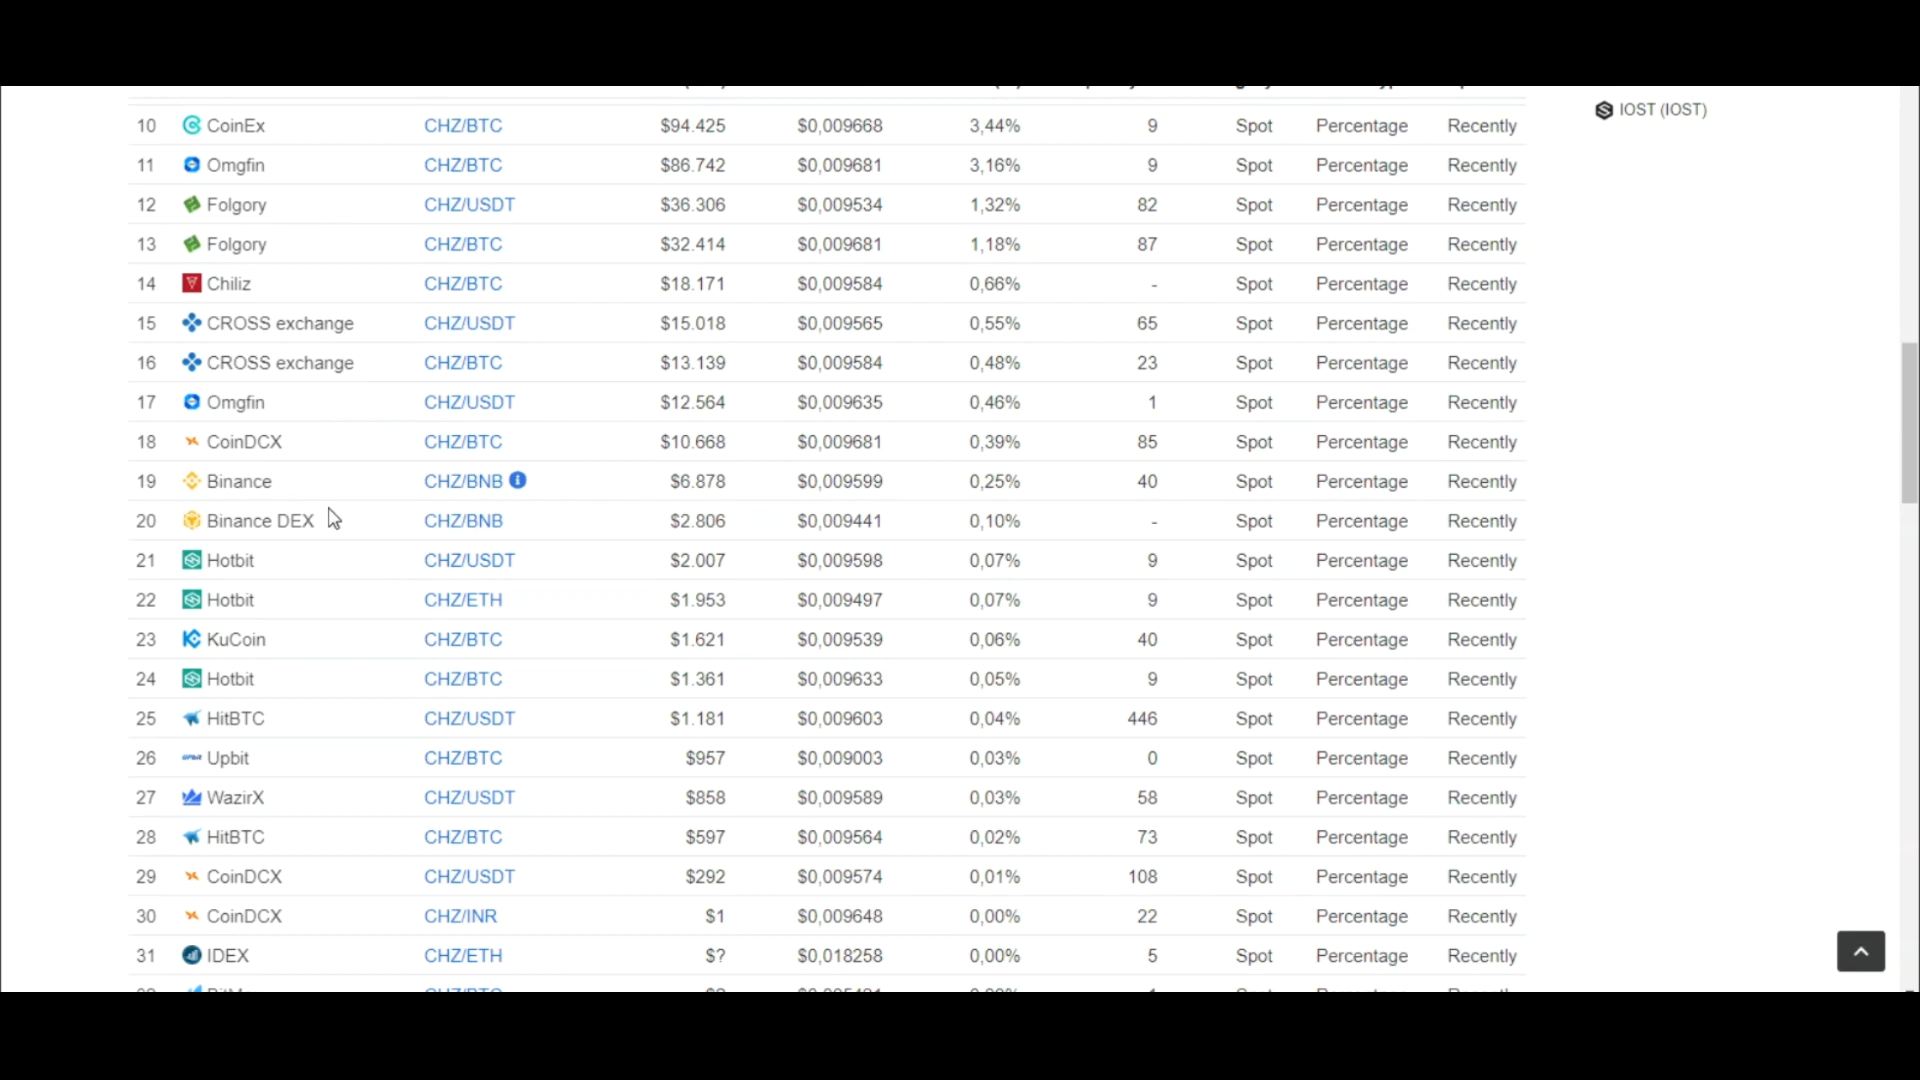 IOST (IOST)
10 CoinEx CHZ/BTC $94.425 $0,009668 3,44% 9 Spot Percentage Recently
11 Omgfin CHZ/BTC $86.742 $0,009681 3,16% 9 Spot Percentage Recently
12 Folgory CHZ/USDT $36.306 $0,009534 1,32% 82 Spot Percentage Recently
13 Folgory CHZ/BTC $32.414 $0,009681 1,18% 87 Spot Percentage Recently
14 Chiliz CHZ/BTC $18.171 $0,009584 0,66% - Spot Percentage Recently
15 CROSS exchange CHZ/USDT $15.018 $0,009565 0,55% 65 Spot Percentage Recently
16 CROSS exchange CHZ/BTC $13.139 $0,009584 0,48% 23 Spot Percentage Recently
17 Omgfin CHZ/USDT $12.564 $0,009635 0,46% 1 Spot Percentage Recently
18 CoinDCX CHZ/BTC $10.668 $0,009681 0,39% 85 Spot Percentage Recently
19 Binance CHZ/BNB $6.878 $0,009599 0,25% 40 Spot Percentage Recently
20 Binance DEX CHZ/BNB $2.806 $0,009441 0,10% - Spot Percentage Recently
21 Hotbit CHZ/USDT $2.007 $0,009598 0,07% 9 Spot Percentage Recently
22 Hotbit CHZ/ETH $1.953 $0,009497 0,07% 9 Spot Percentage Recently
23 KuCoin CHZ/BTC $1.621 $0,009539 0,06% 40 Spot Percentage Recently
24 Hotbit CHZ/BTC $1.361 $0,009633 0,05% 9 Spot Percentage Recently
25 HitBTC CHZ/USDT $1.181 $0,009603 0,04% 446 Spot Percentage Recently
26 Upbit CHZ/BTC $957 $0,009003 0,03% 0 Spot Percentage Recently
27 WazirX CHZ/USDT $858 $0,009589 0,03% 58 Spot Percentage Recently
28 HitBTC CHZ/BTC $597 $0,009564 0,02% 73 Spot Percentage Recently
29 CoinDCX CHZ/USDT $292 $0,009574 0,01% 108 Spot Percentage Recently
30 CoinDCX CHZ/INR $1 $0,009648 0,00% 22 Spot Percentage Recently
31 IDEX CHZ/ETH $? $0,018258 0,00% 5 Spot Percentage Recently